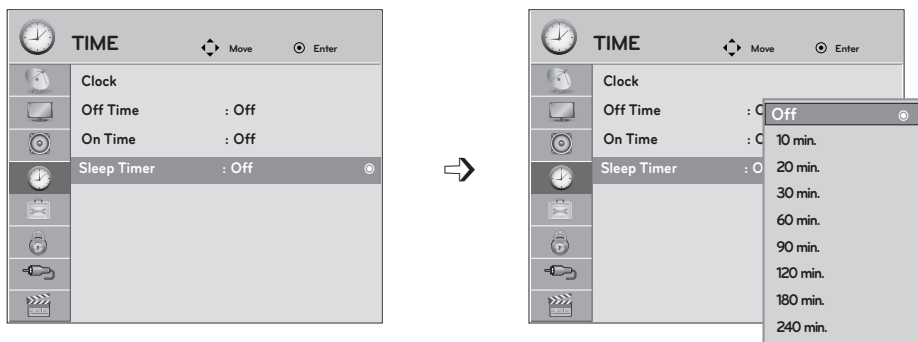 TIME Move Enter
Clock
Off Time : Off
On Time : Off
Sleep Timer : Off
TIME Move Enter
Clock
Off Time : O
On Time : O
Sleep Timer : O
Off
10 min.
20 min.
30 min.
60 min.
90 min.
120 min.
180 min.
240 min.